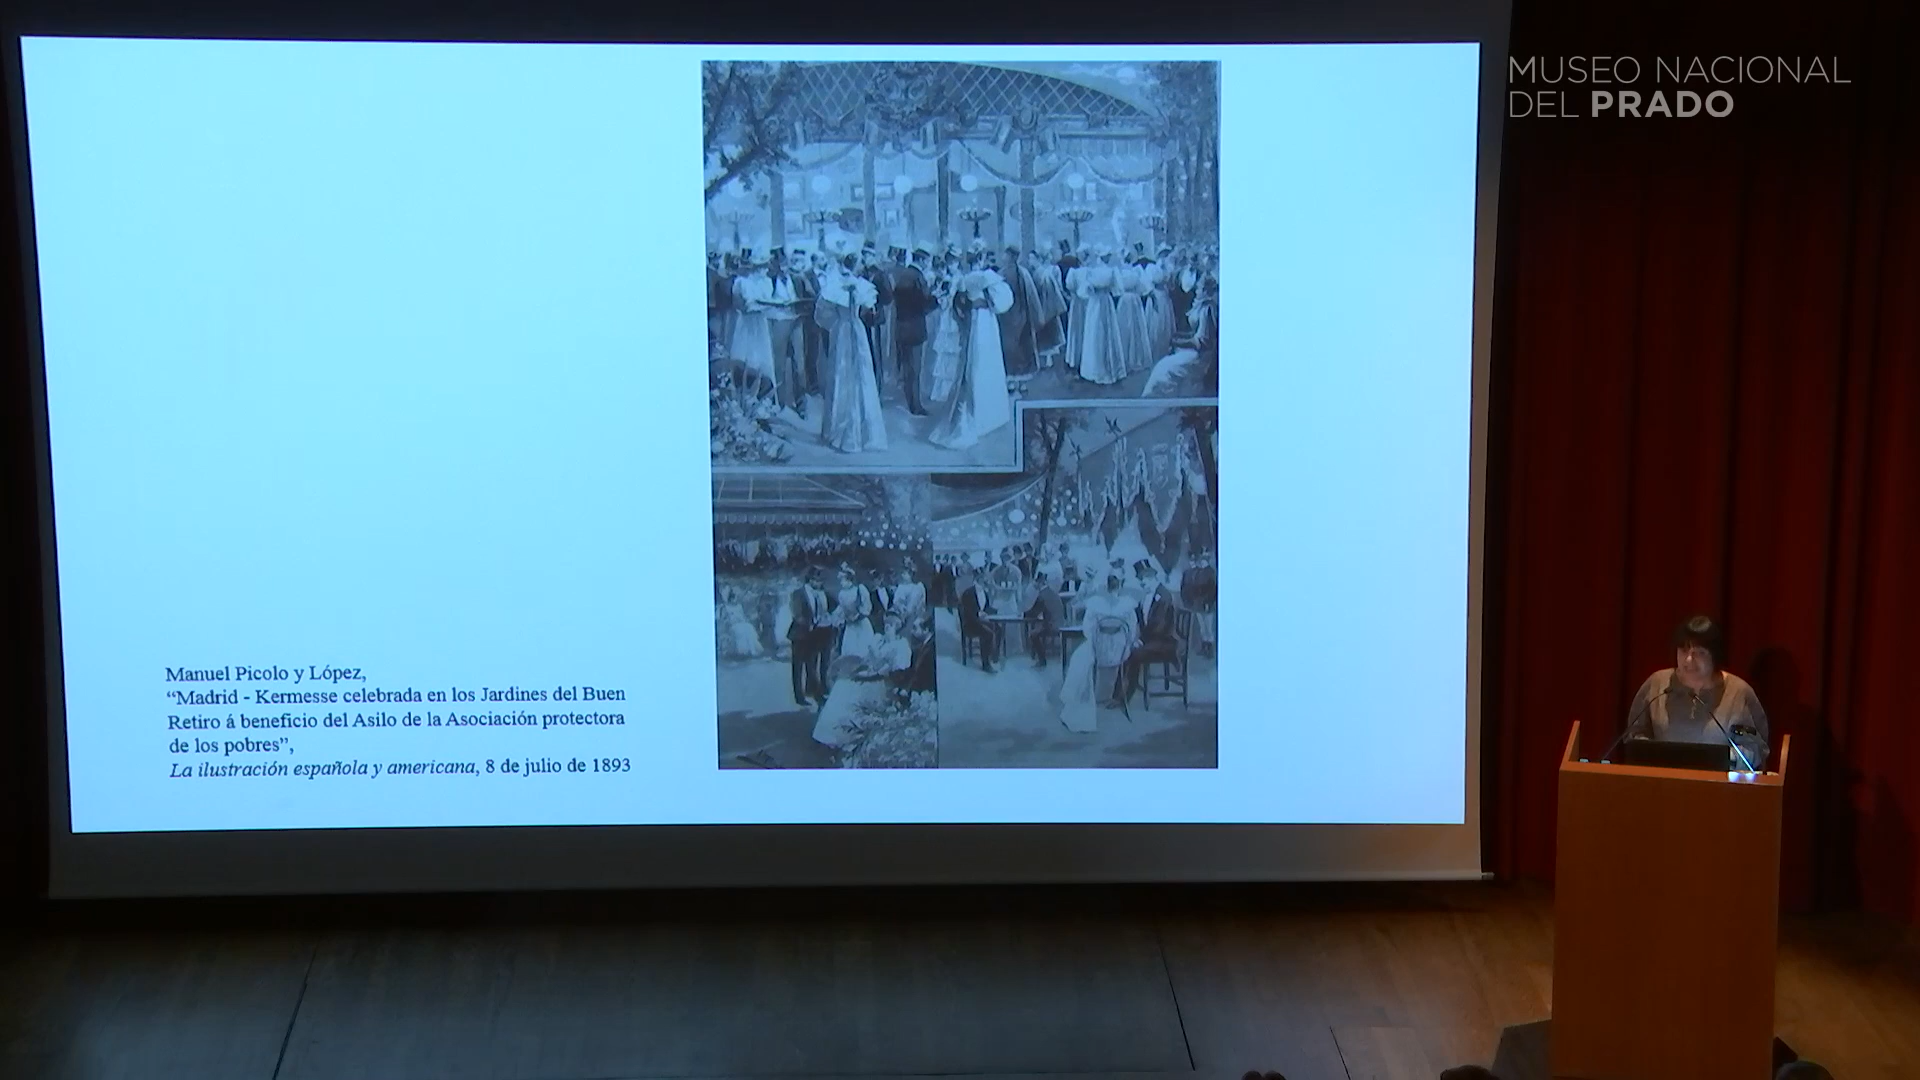 MUSEO NACIONAL
DEL PRADO
Manuel Picolo y López,
“Madrid - Kermesse celebrada en los Jardines del Buen
Retiro á beneficio del Asilo de la Asociación protectora
de los pobres”,
La ilustración española y americana, 8 de julio de 1893